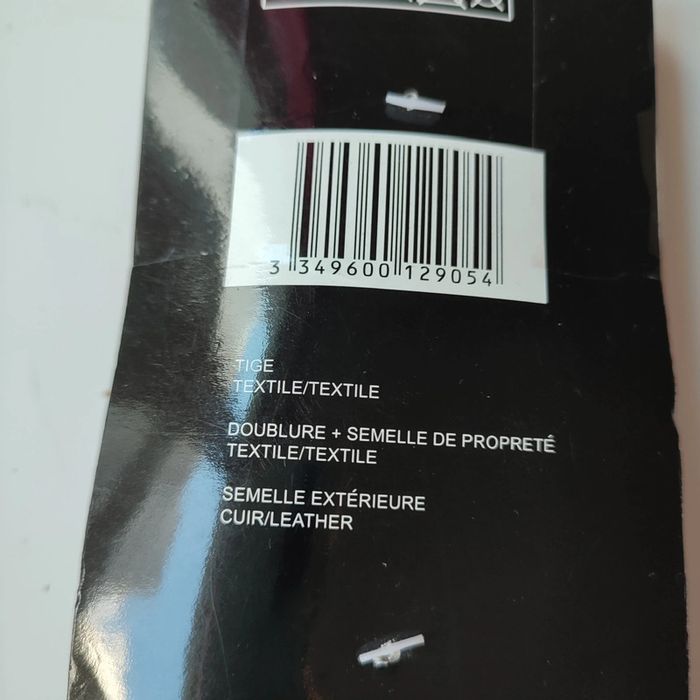 3 349600 129054
TIGE
TEXTILE/TEXTILE
DOUBLURE + SEMELLE DE PROPRETÉ
TEXTILE/TEXTILE
SEMELLE EXTÉRIEURE
CUIR/LEATHER